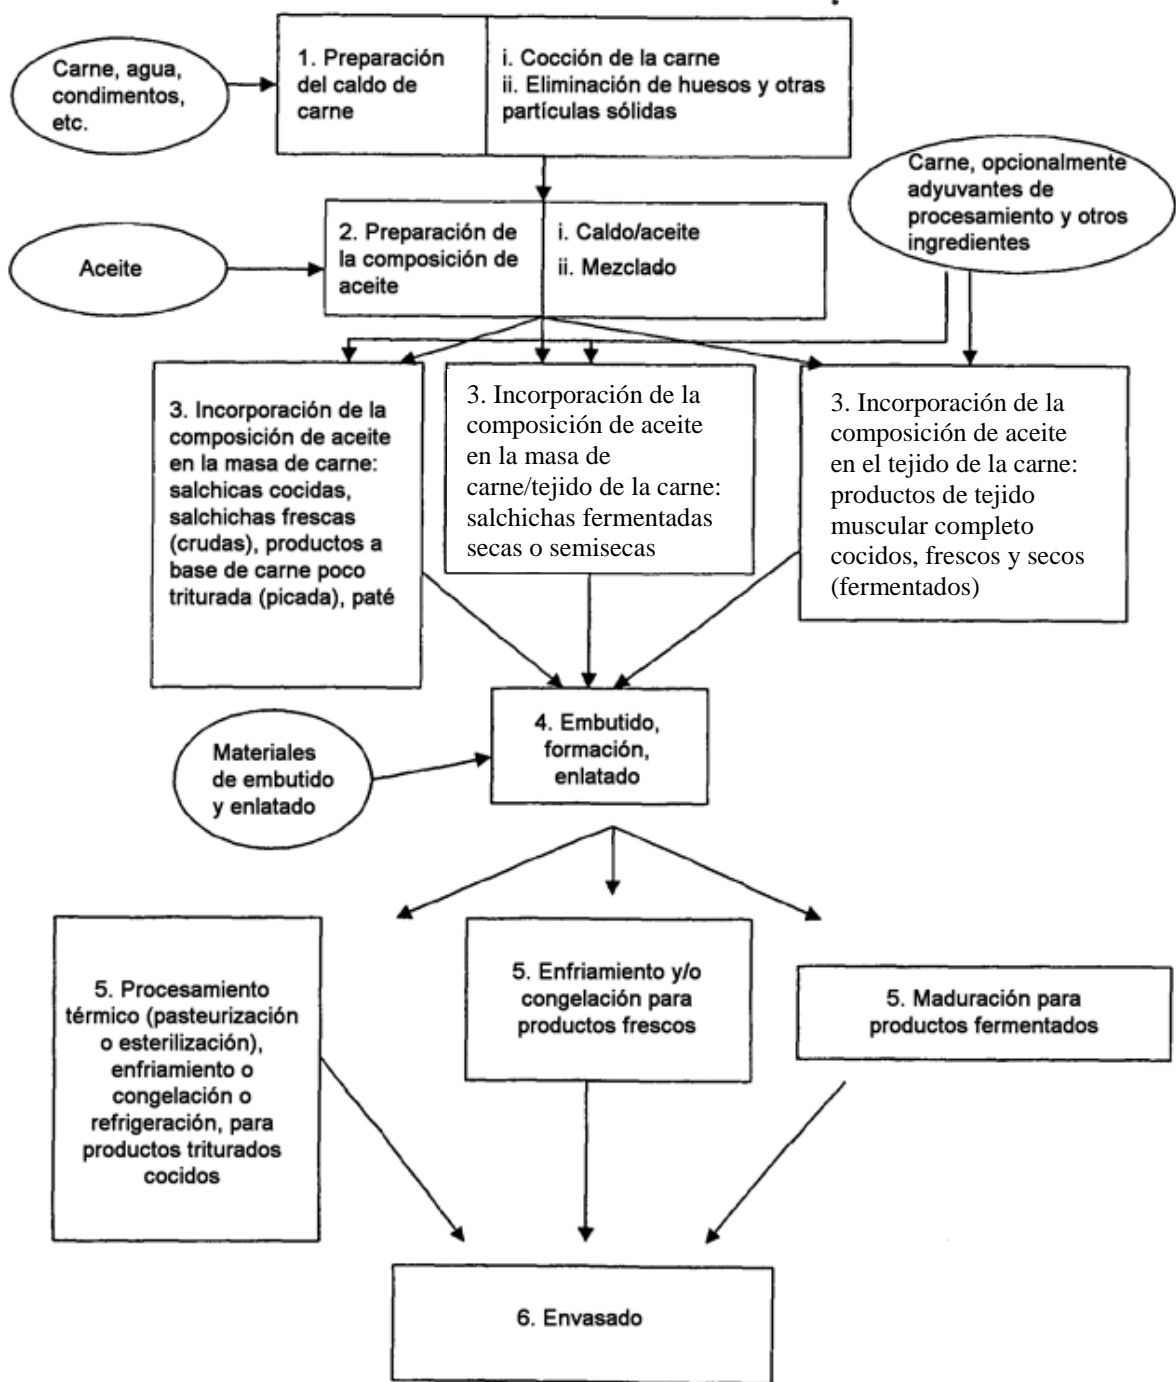 Carne, agua,
condimentos,
etc.
1. Preparación
del caldo de
carne
i. Cocción de la carne
ii. Eliminación de huesos y otras
partículas sólidas
Carne, opcionalmente
adyuvantes de
procesamiento y otros
ingredientes
Aceite
2. Preparación de
la composición de
aceite
i. Caldo/aceite
ii. Mezclado
3. Incorporación de la
composición de aceite
en la masa de carne:
salchicas cocidas,
salchichas frescas
(crudas), productos a
base de carne poco
triturada (picada), paté
3. Incorporación de la
composición de aceite
en la masa de
carne/tejido de la carne:
salchichas fermentadas
secas o semisecas
3. Incorporación de la
composición de aceite
en el tejido de la carne:
productos de tejido
muscular completo
cocidos, frescos y secos
(fermentados)
Materiales
de embutido
y enlatado
4. Embutido,
formación,
enlatado
5. Procesamiento
térmico (pasteurización
o esterilización),
enfriamiento o
congelación o
refrigeración, para
productos triturados
cocidos
5. Enfriamiento y/o
congelación para
productos frescos
5. Maduración para
productos fermentados
6. Envasado